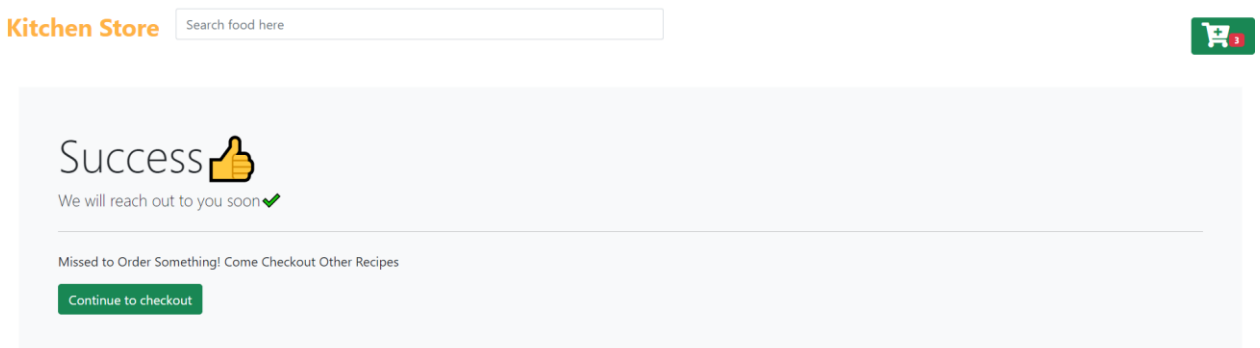 Kitchen Store
Search food here
3
Success
We will reach out to you soon
Missed to Order Something! Come Checkout Other Recipes
Continue to checkout